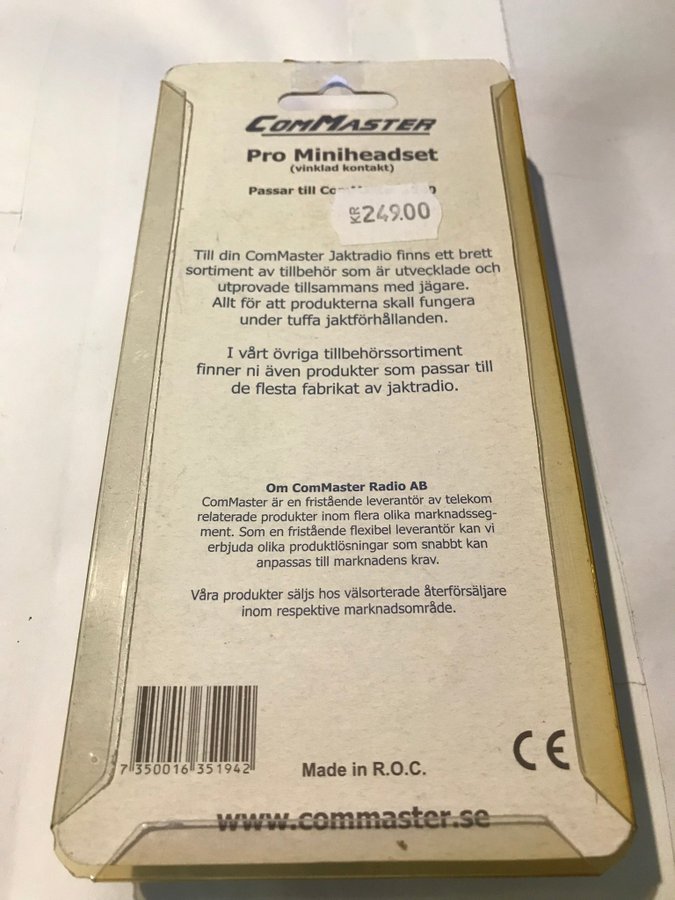 COMMASTER
Pro Miniheadset
(vinklad kontakt)
Passar till
KR 249.00
Till din ComMaster Jaktradio finns ett brett
sortiment av tillbehör som är utvecklade och
utprovade tillsammans med jägare.
Allt för att produkterna skall fungera
under tuffa jaktförhållanden.
I vårt övriga tillbehörssortiment
finner ni även produkter som passar till
de flesta fabrikat av jaktradio.
Om ComMaster Radio AB
ComMaster är en fristående leverantör av telekom
relaterade produkter inom flera olika marknadsseg-
ment. Som en fristående flexibel leverantör kan vi
erbjuda olika produktlösningar som snabbt kan
anpassas till marknadens krav.
Våra produkter säljs hos välsorterade återförsäljare
inom respektive marknadsområde.
7 350016 351942
Made in R.O.C.
CE
www.commaster.se